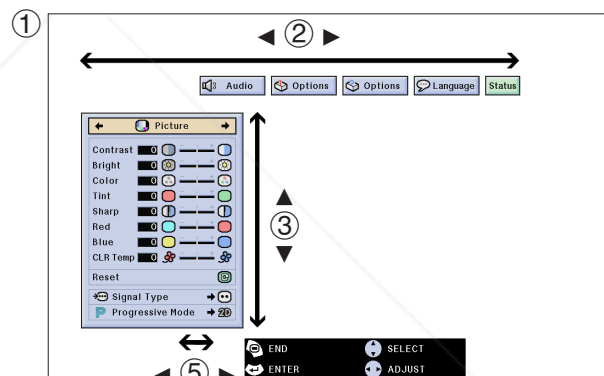 ①
◀ ② ▶
Audio Options Options Language Status
Picture
Contrast 0
Bright 0
Color 0
Tint 0
Sharp 0
Red 0
Blue 0
CLR Temp 0
Reset
Signal Type
P Progressive Mode 2D
▲
③
▼
◀ ⑤ ▶
END SELECT
ENTER ADJUST